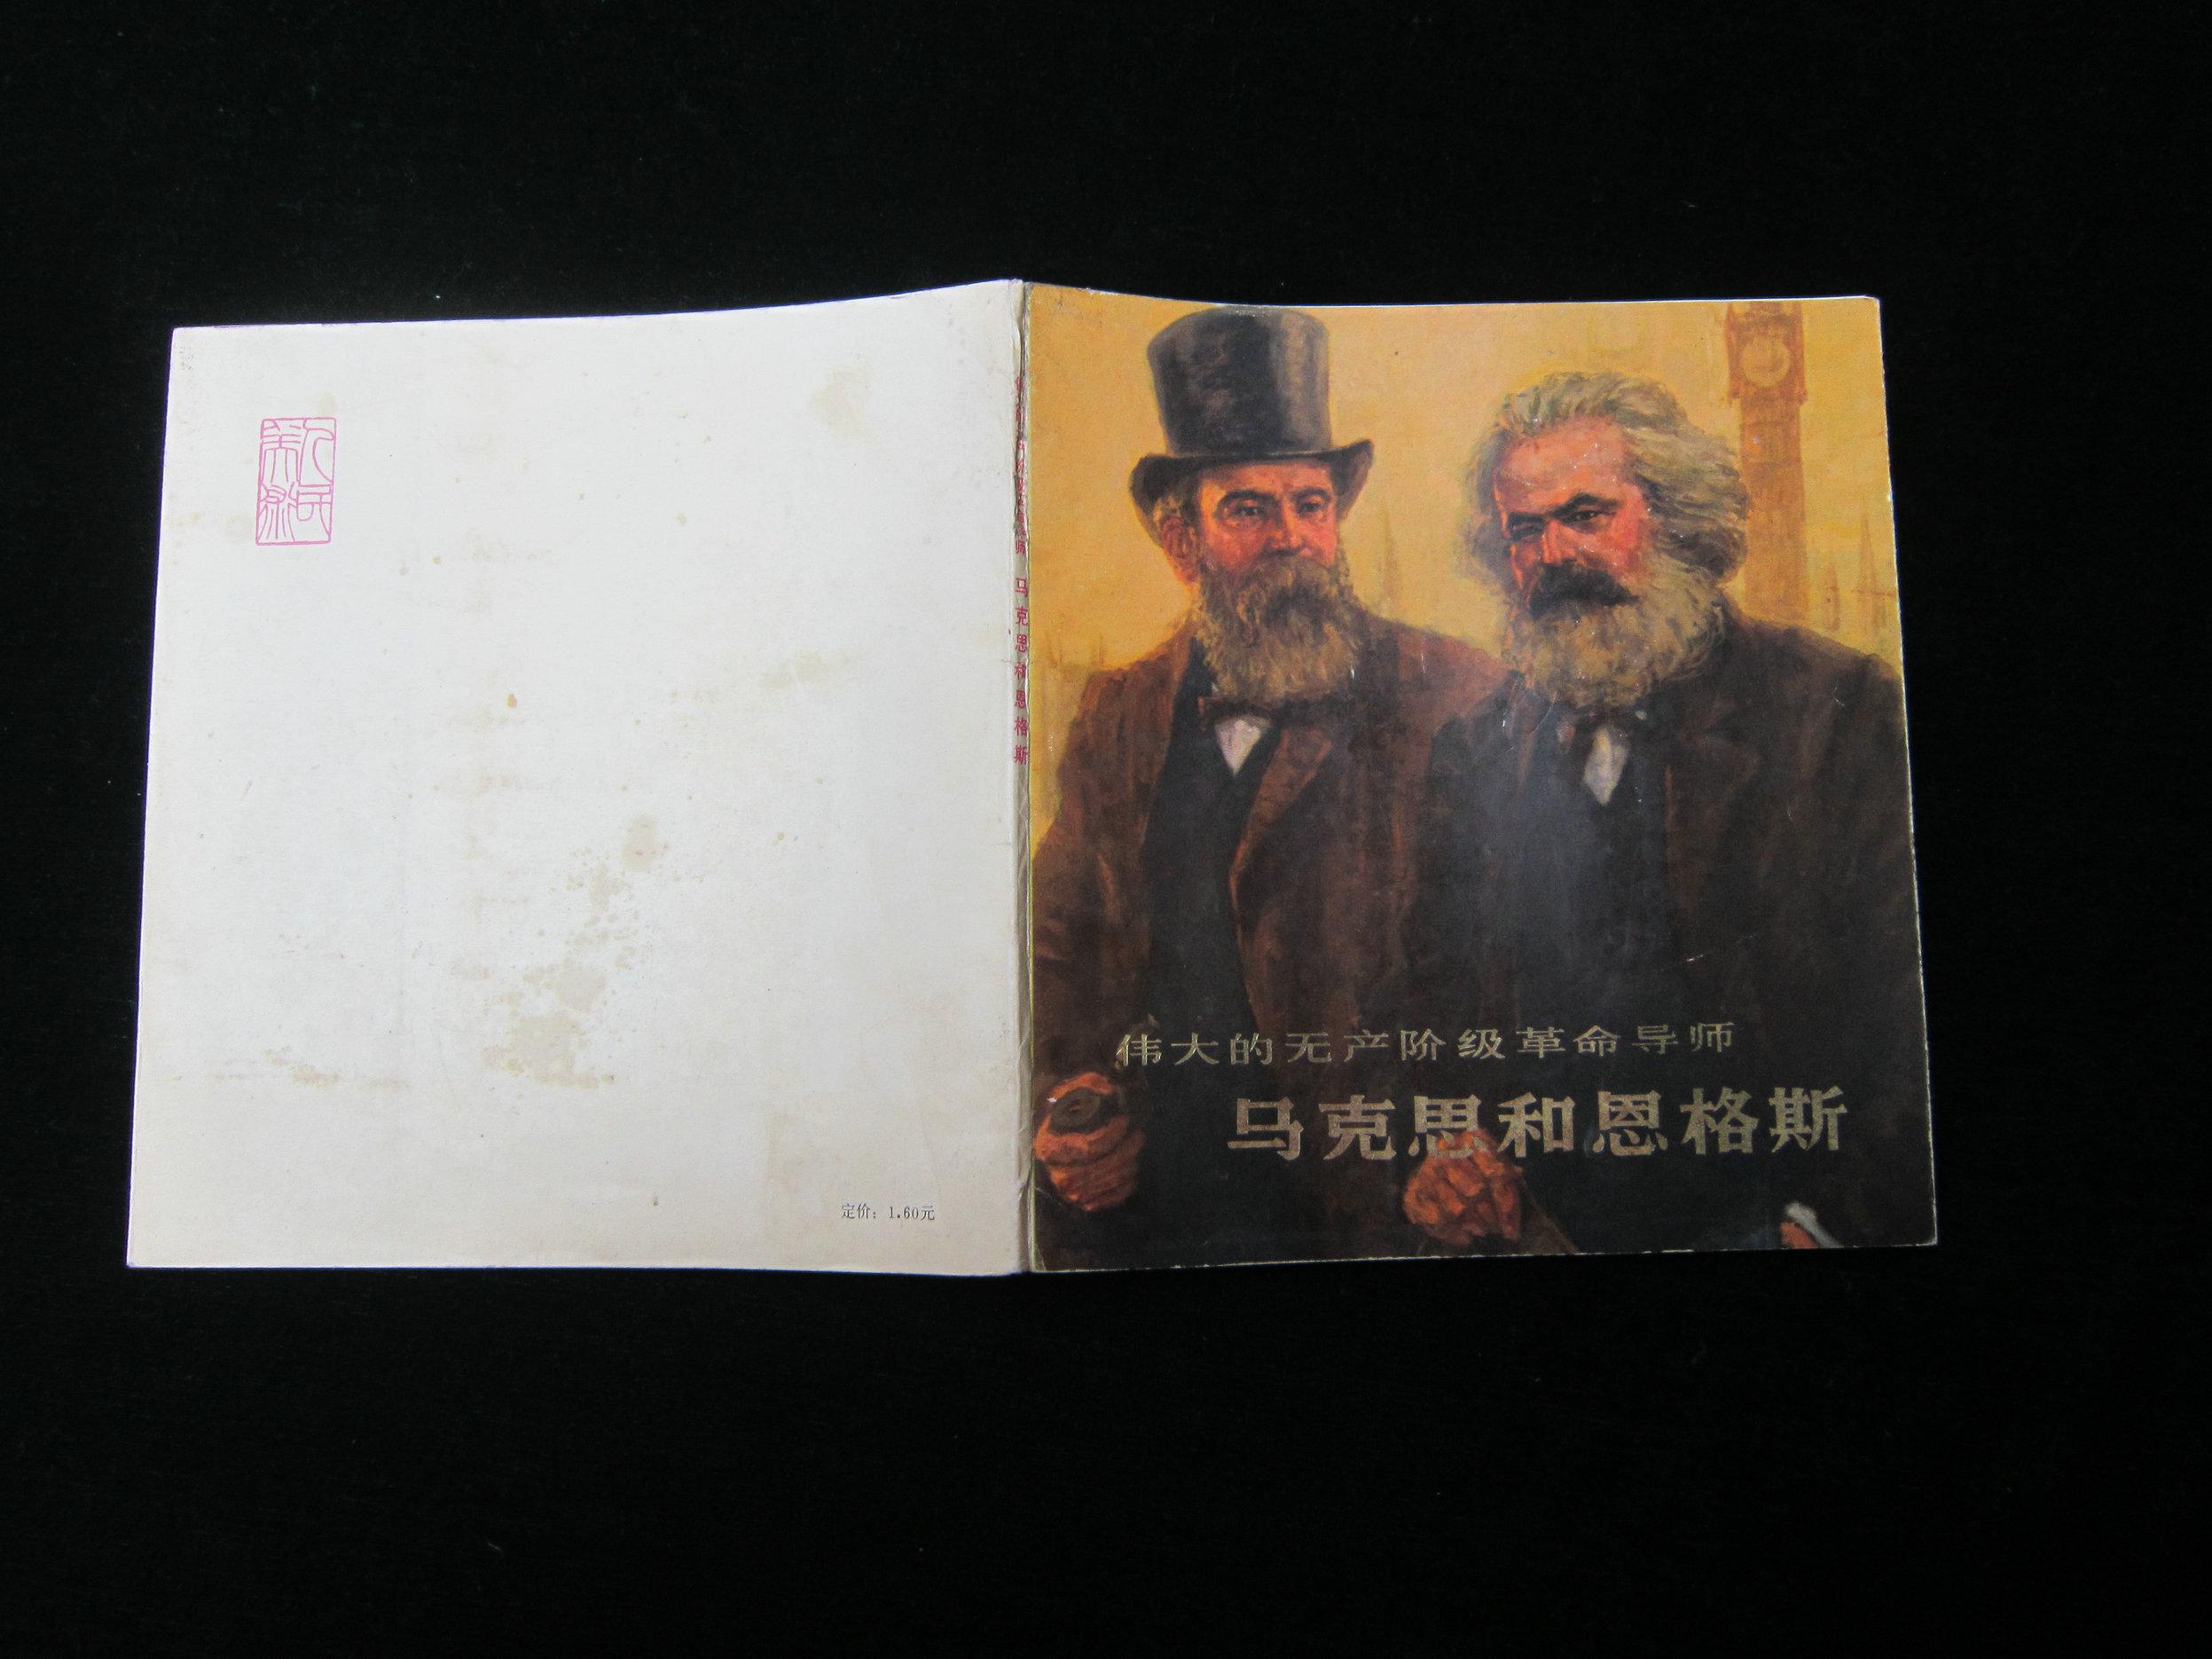 伟大的无产阶级革命导师
马克思和恩格斯
马克思和恩格斯
定价：1.60元